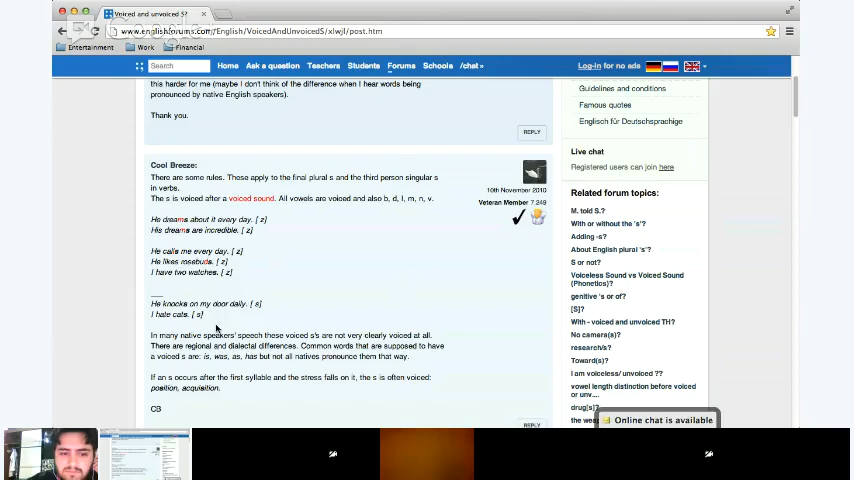 Voiced and unvoiced S?
www.englishforums.com/English/VoicedAndUnvoicedS/xlwjl/post.htm
Entertainment Work Financial
Search Home Ask a question Teachers Students Forums Schools /chat » Log-in for no ads
this harder for me (maybe I don't think of the difference when I hear words being
pronounced by native English speakers).
Thank you.
REPLY
Cool Breeze:
There are some rules. These apply to the final plural s and the third person singular s
in verbs.
The s is voiced after a voiced sound. All vowels are voiced and also b, d, l, m, n, v.
He dreams about it every day. [ z]
His dreams are incredible. [ z]
He calls me every day. [ z]
He likes rosebuds. [ z]
I have two watches. [ z]
He knocks on my door daily. [ s]
I hate cats. [ s]
In many native speakers' speech these voiced s's are not very clearly voiced at all.
There are regional and dialectal differences. Common words that are supposed to have
a voiced s are: is, was, as, has but not all natives pronounce them that way.
If an s occurs after the first syllable and the stress falls on it, the s is often voiced:
position, acquisition.
CB
10th November 2010
Veteran Member 7,249
REPLY
Guidelines and conditions
Famous quotes
Englisch für Deutschsprachige
Live chat
Registered users can join here
Related forum topics:
M. told S.?
With or without the 's'?
Adding -s?
About English plural 's'?
S or not?
Voiceless Sound vs Voiced Sound
(Phonetics)?
genitive 's or of?
[S]?
With - voiced and unvoiced TH?
No camera(s)?
research/s?
Toward(s)?
I am voiceless/ unvoiced ??
vowel length distinction before voiced
or unv....
drug[s]?
the
Online chat is available